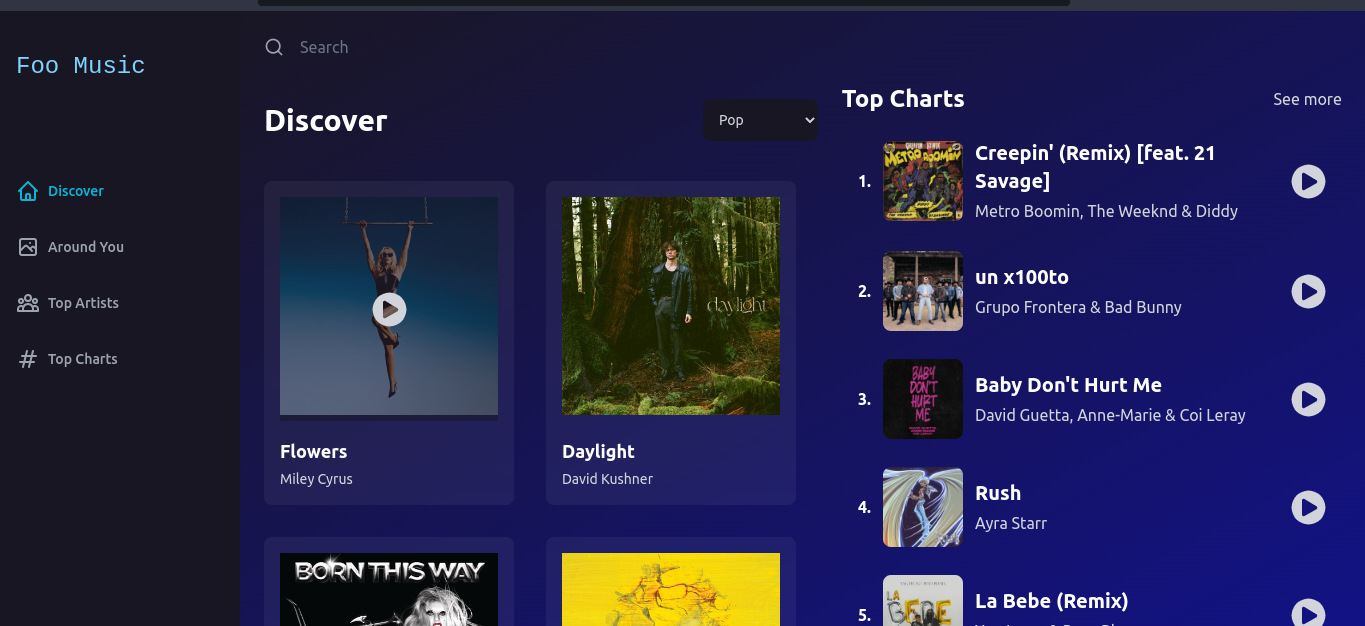 Foo Music
Discover
Around You
Top Artists
Top Charts
Search
Discover
Pop
daylight
Flowers
Miley Cyrus
Daylight
David Kushner
BORN THIS WAY
Top Charts
See more
1.
METRO BOOMIN
Creepin' (Remix) [feat. 21
Savage]
Metro Boomin, The Weeknd & Diddy
2.
un x100to
Grupo Frontera & Bad Bunny
3.
BABY
DON'T
HURT
ME
Baby Don't Hurt Me
David Guetta, Anne-Marie & Coi Leray
4.
Rush
Ayra Starr
5.
LA
BEBE
La Bebe (Remix)